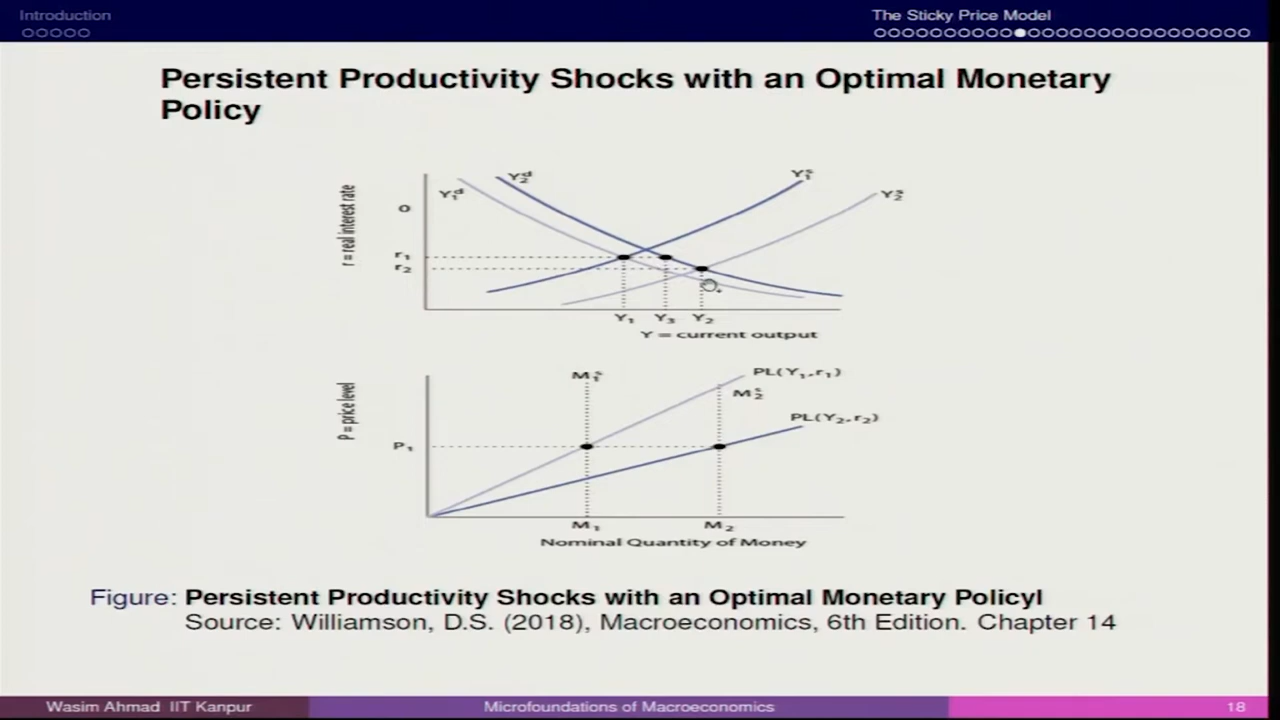 Introduction
The Sticky Price Model
Persistent Productivity Shocks with an Optimal Monetary
Policy
r = real interest rate
0
r₁
r₂
Y₁ᵈ
Y₂ᵈ
Y₁ˢ
Y₂ˢ
Y₁ Y₃ Y₂
Y = current output
P = price level
P₁
M₁ˢ
PL(Y₁,r₁)
M₂ˢ
PL(Y₂,r₂)
M₁
M₂
Nominal Quantity of Money
Figure: Persistent Productivity Shocks with an Optimal Monetary Policyl
Source: Williamson, D.S. (2018), Macroeconomics, 6th Edition. Chapter 14
Wasim Ahmad IIT Kanpur
Microfoundations of Macroeconomics
18